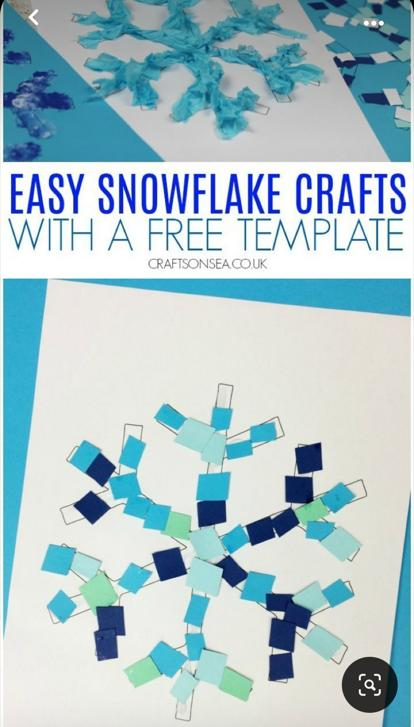 EASY SNOWFLAKE CRAFTS
WITH A FREE TEMPLATE
CRAFTSONSEA.CO.UK